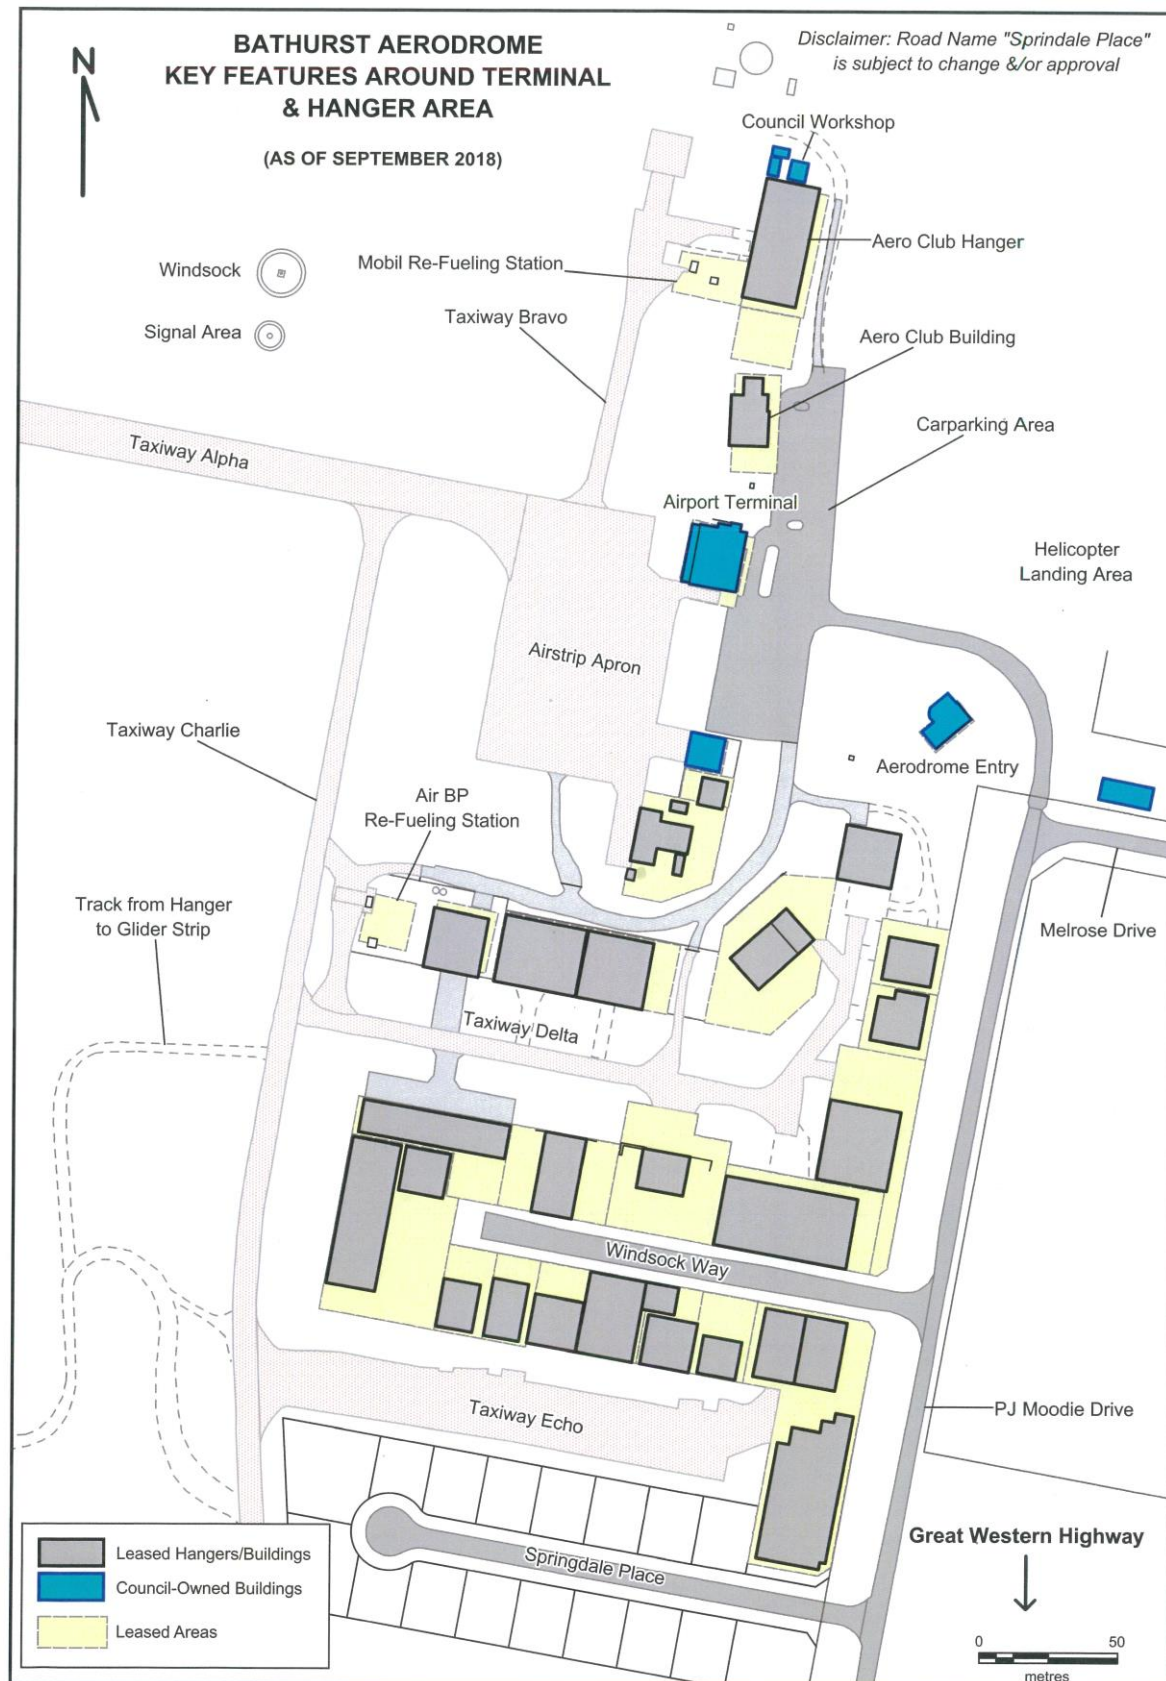 BATHURST AERODROME
KEY FEATURES AROUND TERMINAL
& HANGER AREA
(AS OF SEPTEMBER 2018)
Disclaimer: Road Name "Sprindale Place"
is subject to change &/or approval
N
Council Workshop
Aero Club Hanger
Windsock
Mobil Re-Fueling Station
Signal Area
Taxiway Bravo
Aero Club Building
Carparking Area
Taxiway Alpha
Airport Terminal
Helicopter
Landing Area
Airstrip Apron
Taxiway Charlie
Aerodrome Entry
Air BP
Re-Fueling Station
Track from Hanger
to Glider Strip
Melrose Drive
Taxiway Delta
Windsock Way
Taxiway Echo
PJ Moodie Drive
Great Western Highway
Springdale Place
Leased Hangers/Buildings
Council-Owned Buildings
Leased Areas
0 50
metres